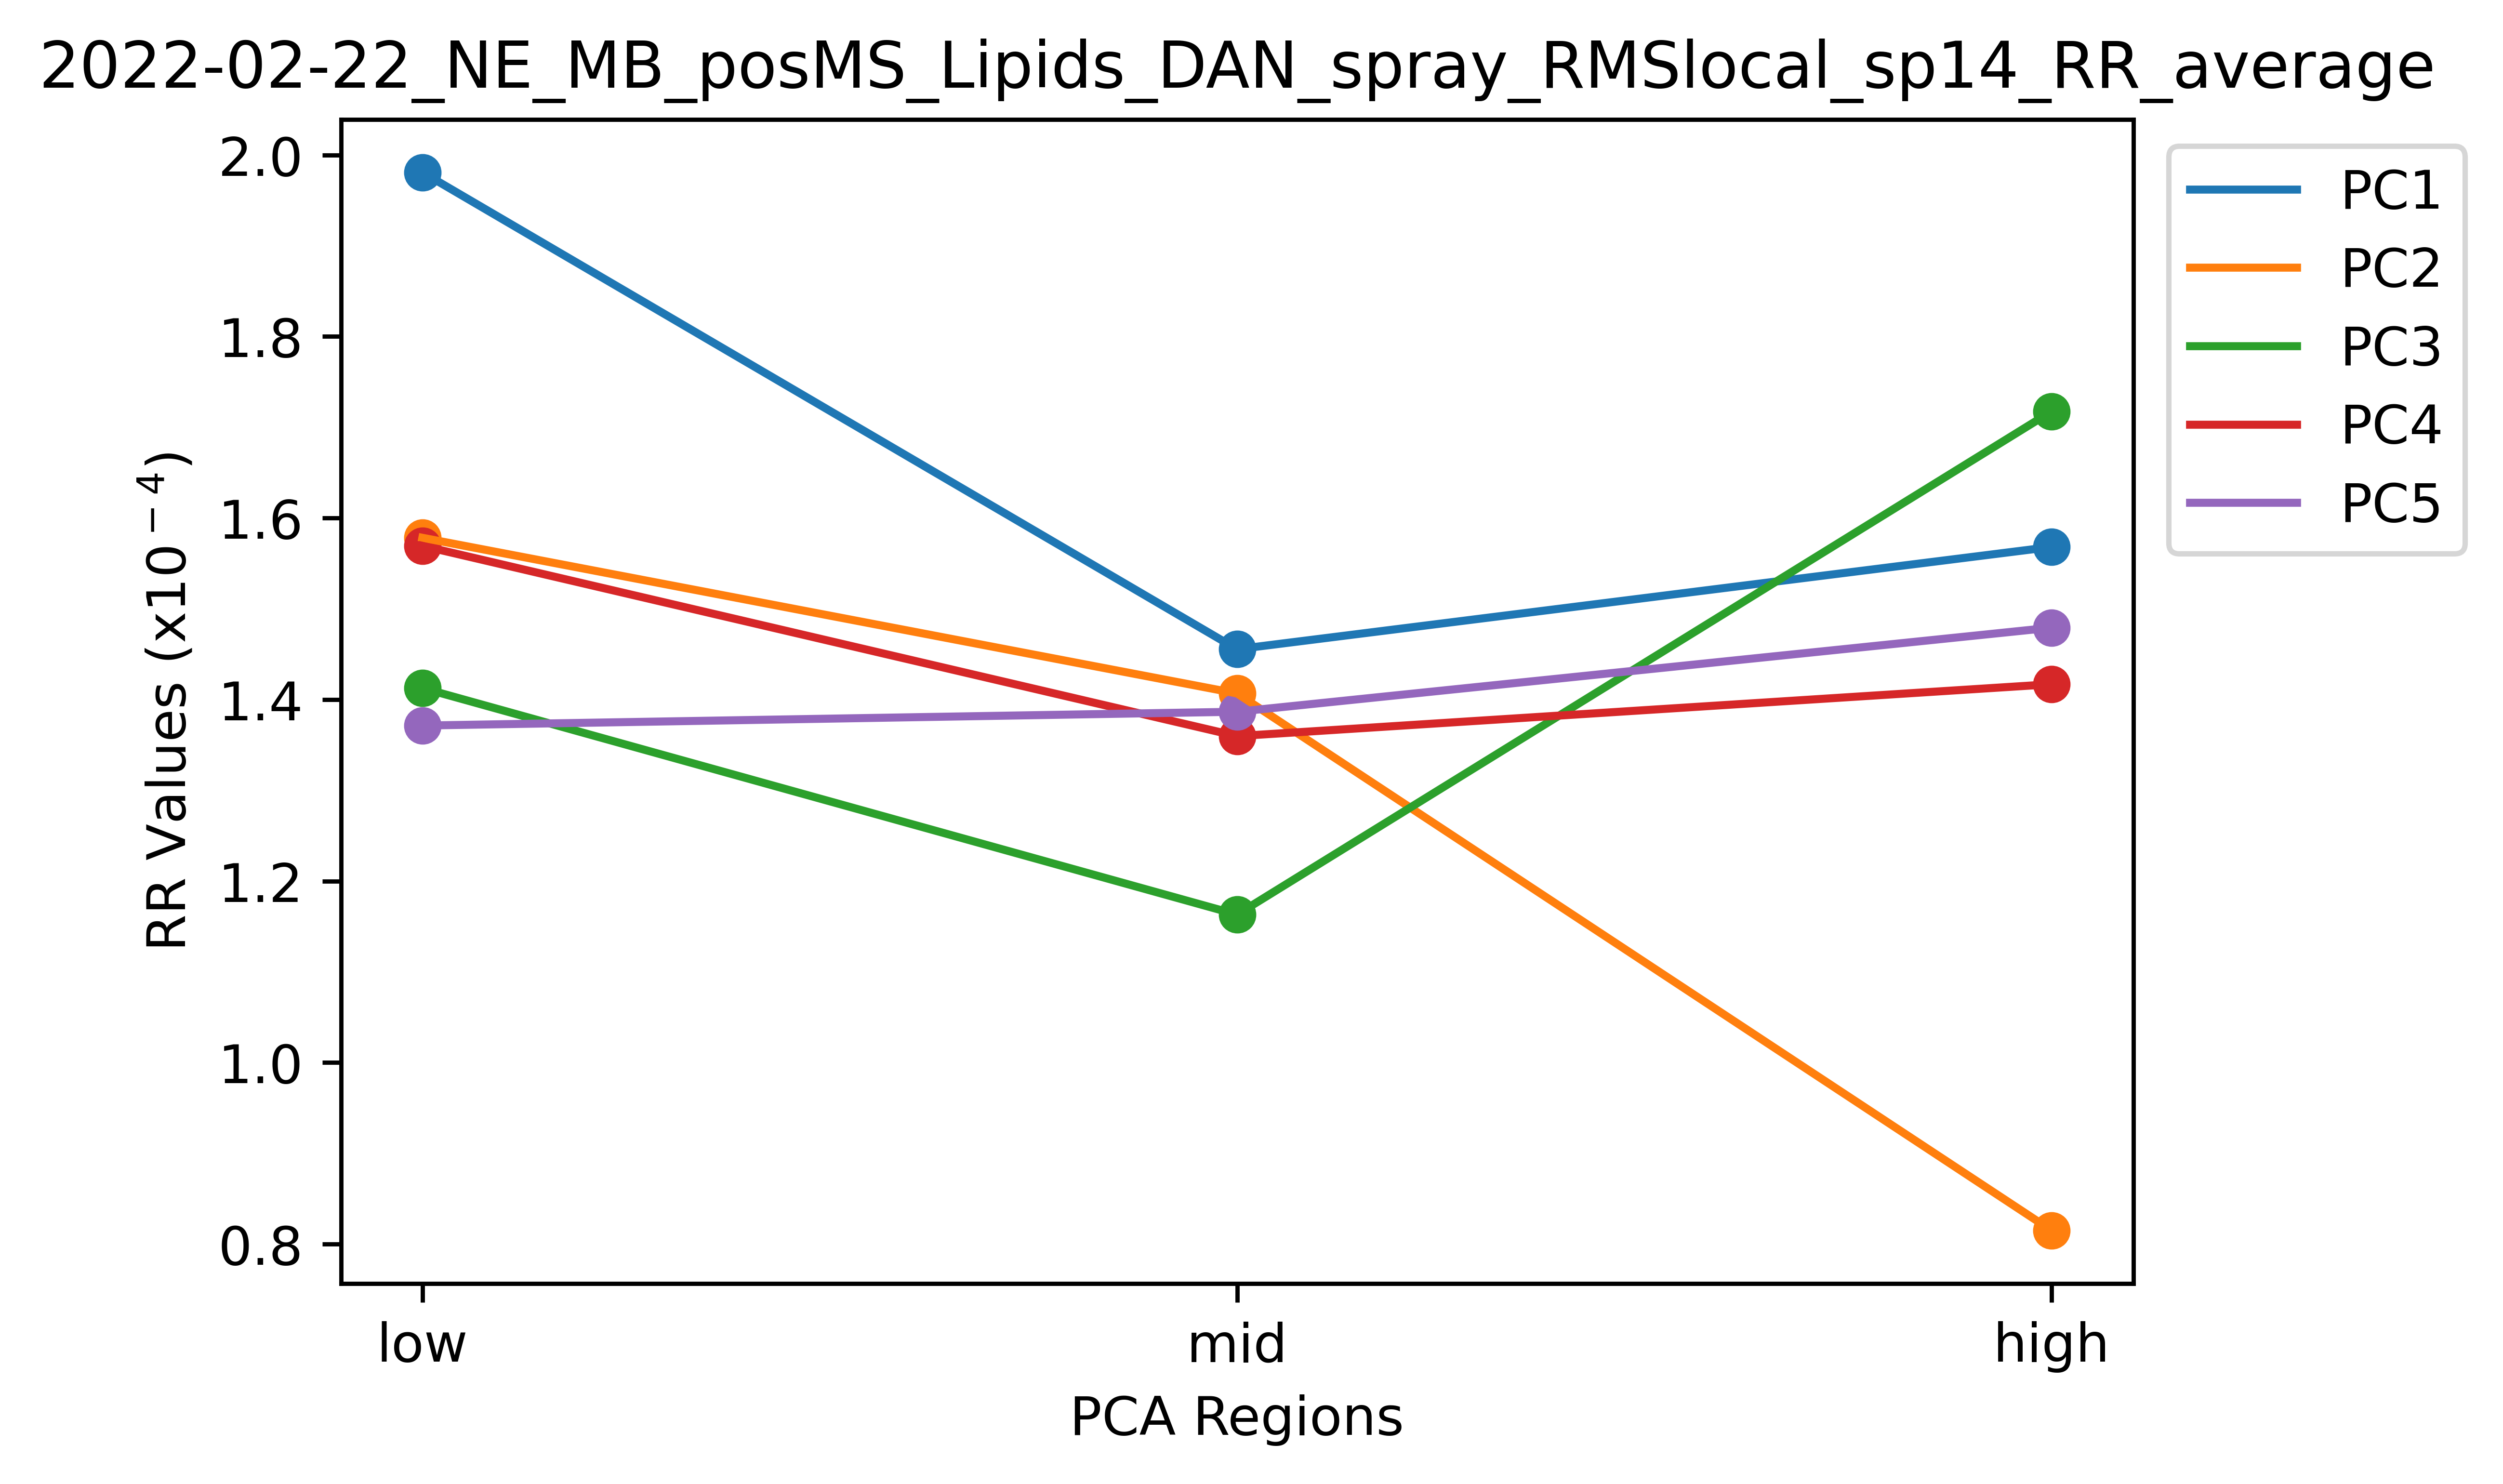 2022-02-22_NE_MB_posMS_Lipids_DAN_spray_RMSlocal_sp14_RR_average
RR Values (x10⁻⁴)
2.0
1.8
1.6
1.4
1.2
1.0
0.8
low mid high
PCA Regions
PC1
PC2
PC3
PC4
PC5